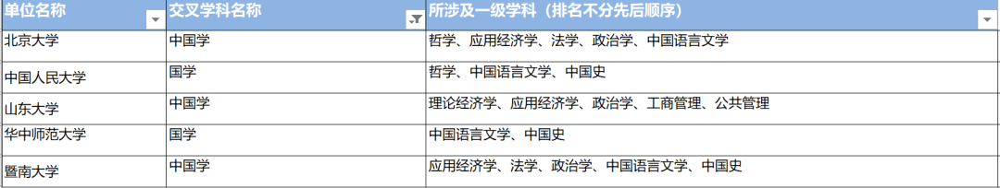 单位名称 交叉学科名称 所涉及一级学科（排名不分先后顺序）
北京大学 中国学 哲学、应用经济学、法学、政治学、中国语言文学
中国人民大学 国学 哲学、中国语言文学、中国史
山东大学 中国学 理论经济学、应用经济学、政治学、工商管理、公共管理
华中师范大学 国学 中国语言文学、中国史
暨南大学 中国学 应用经济学、法学、政治学、中国语言文学、中国史